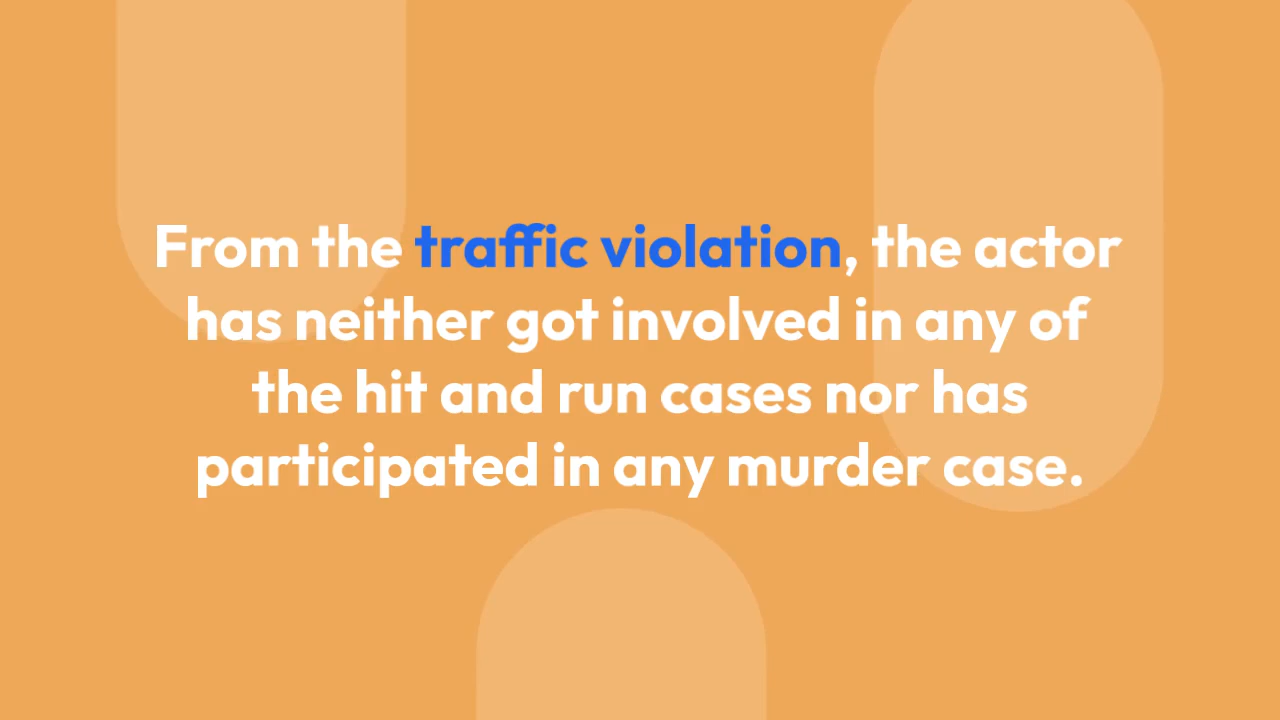 From the traffic violation, the actor
has neither got involved in any of
the hit and run cases nor has
participated in any murder case.